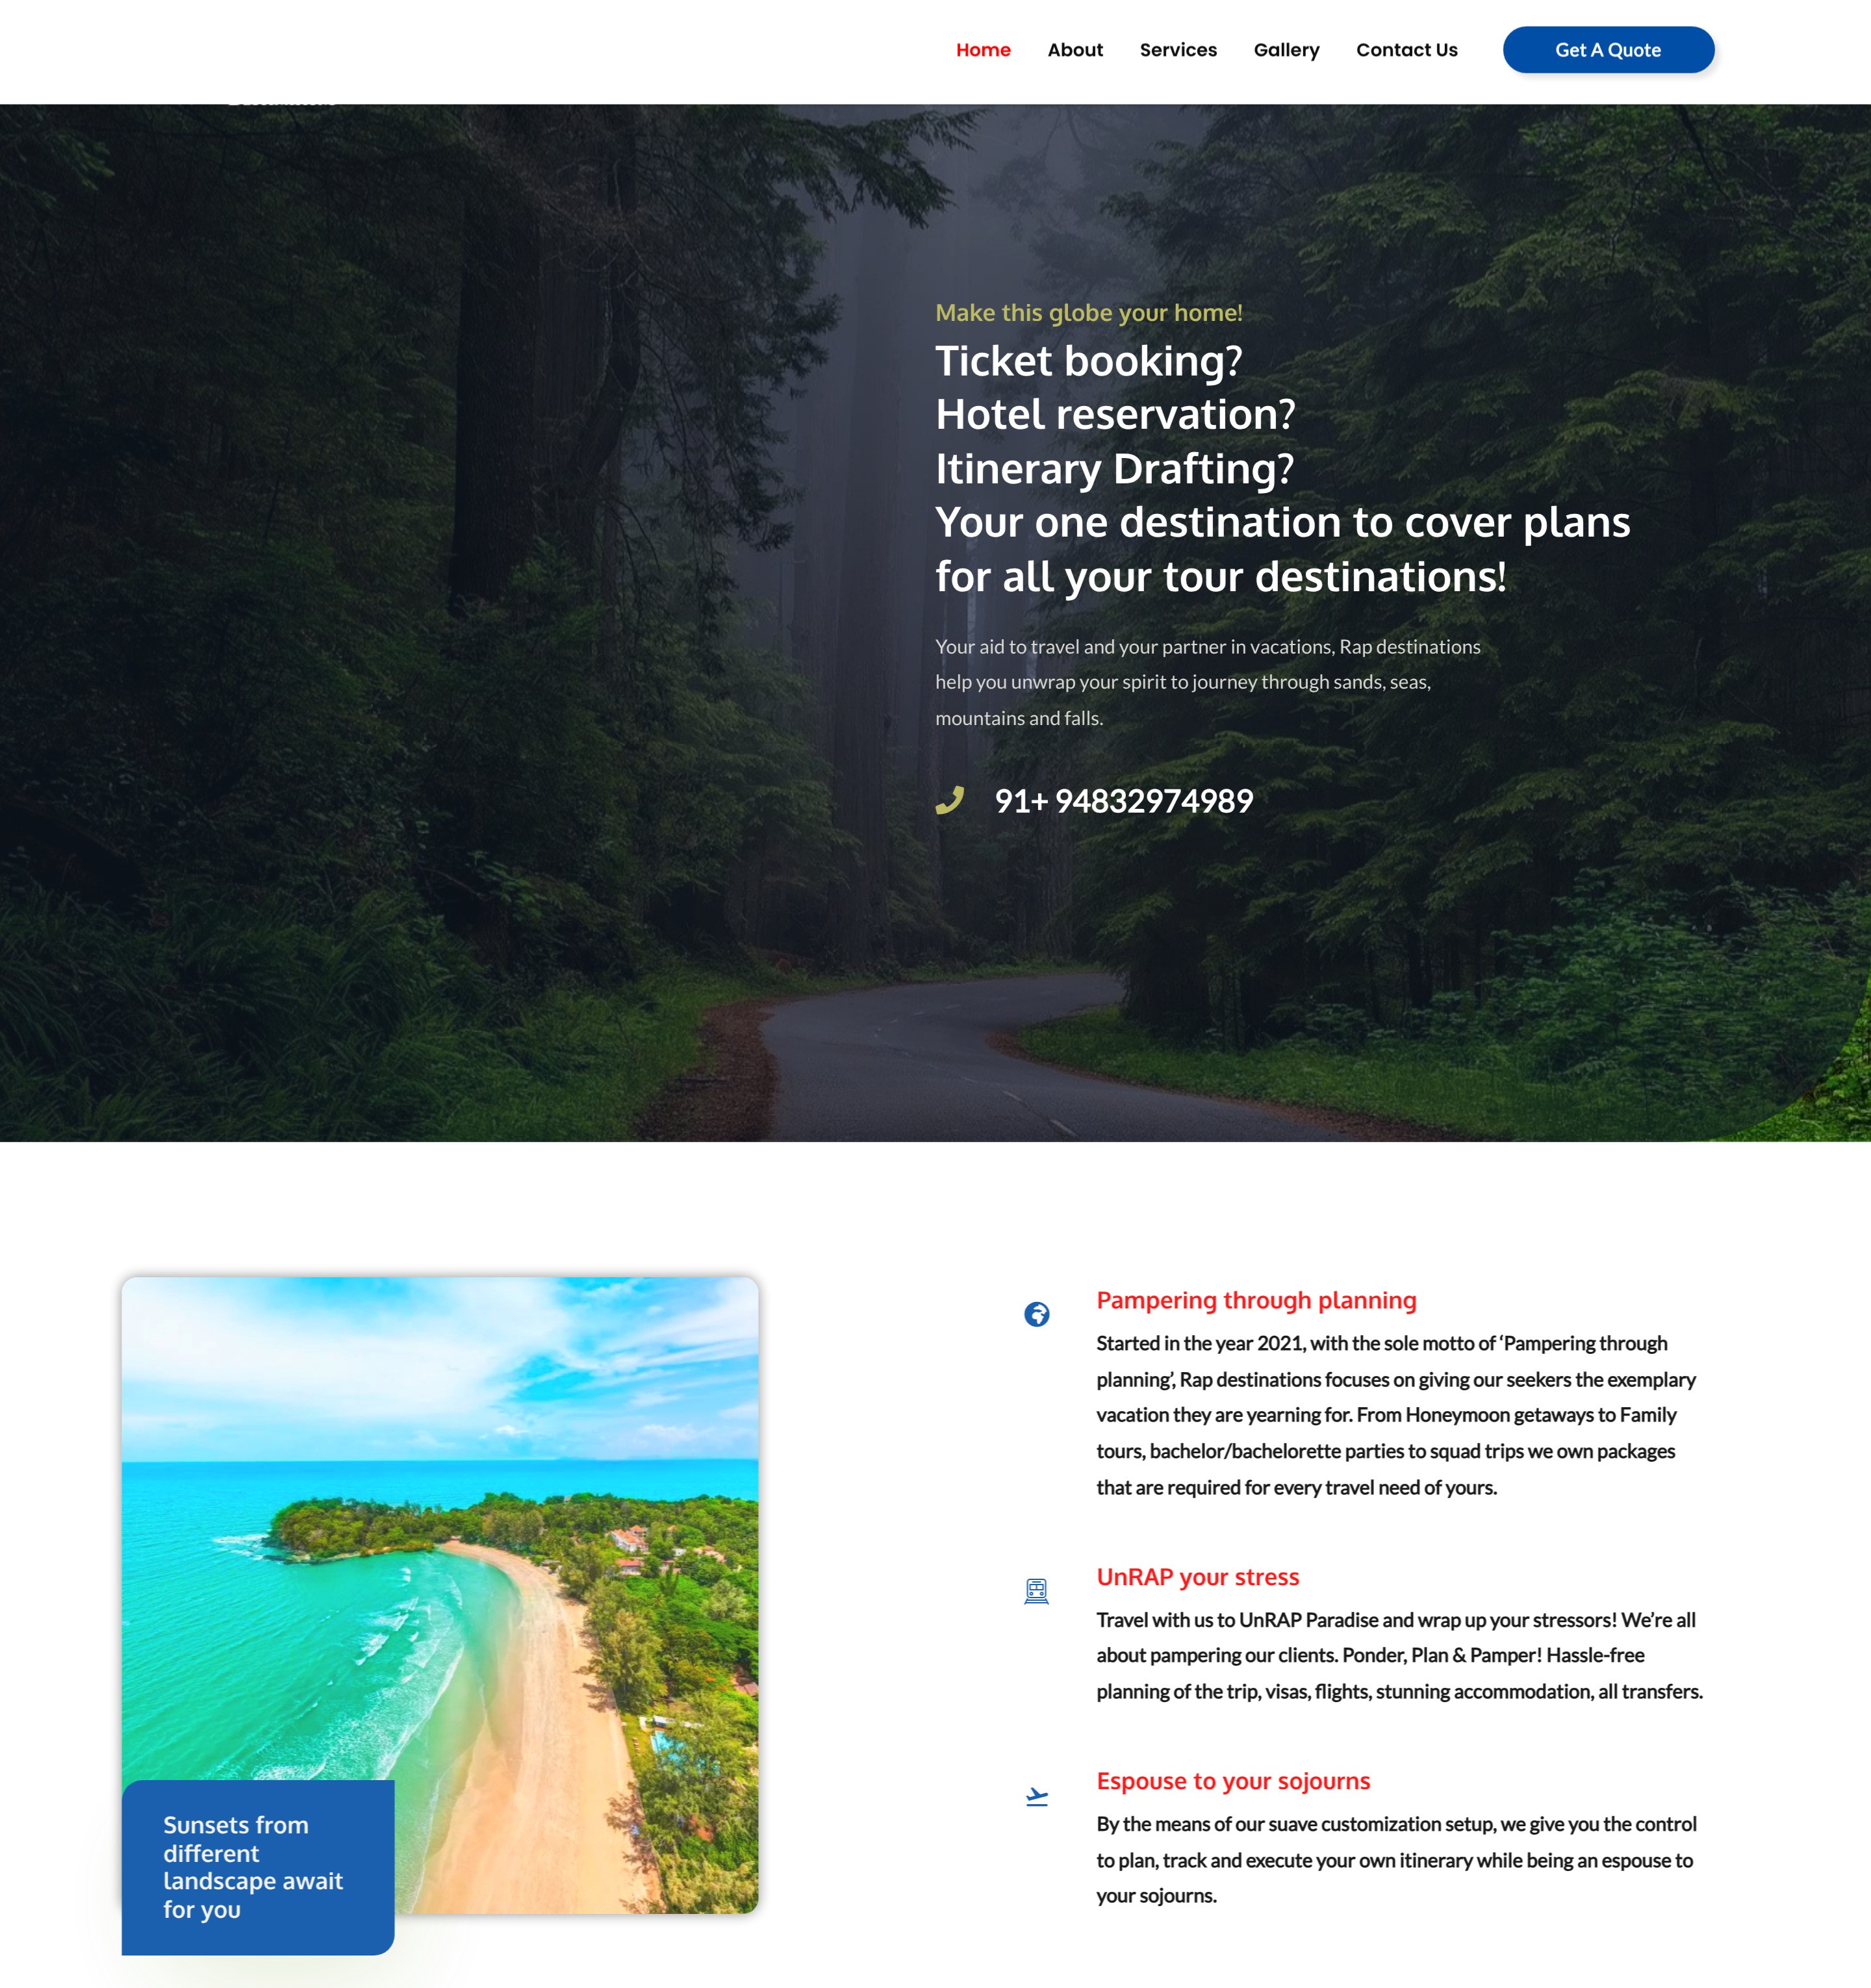 Home About Services Gallery Contact Us Get A Quote
Make this globe your home!
Ticket booking?
Hotel reservation?
Itinerary Drafting?
Your one destination to cover plans
for all your tour destinations!
Your aid to travel and your partner in vacations, Rap destinations
help you unwrap your spirit to journey through sands, seas,
mountains and falls.
91+ 94832974989
Sunsets from
different
landscape await
for you
Pampering through planning
Started in the year 2021, with the sole motto of ‘Pampering through
planning’, Rap destinations focuses on giving our seekers the exemplary
vacation they are yearning for. From Honeymoon getaways to Family
tours, bachelor/bachelorette parties to squad trips we own packages
that are required for every travel need of yours.
UnRAP your stress
Travel with us to UnRAP Paradise and wrap up your stressors! We’re all
about pampering our clients. Ponder, Plan & Pamper! Hassle-free
planning of the trip, visas, flights, stunning accommodation, all transfers.
Espouse to your sojourns
By the means of our suave customization setup, we give you the control
to plan, track and execute your own itinerary while being an espouse to
your sojourns.